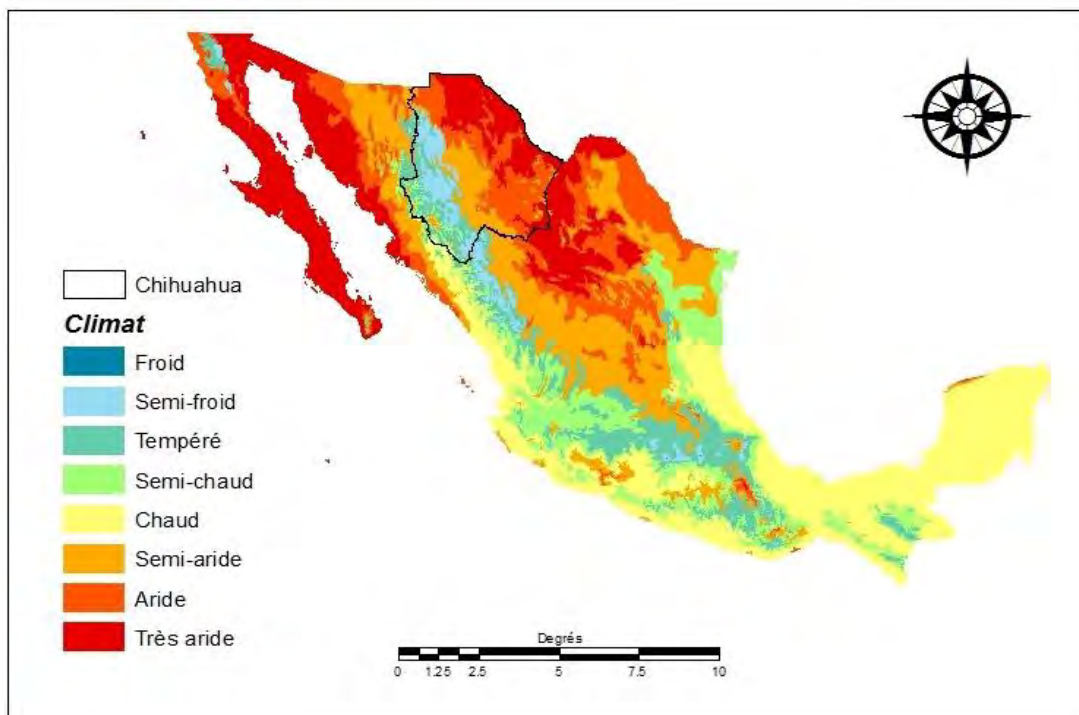 Chihuahua
Climat
Froid
Semi-froid
Tempéré
Semi-chaud
Chaud
Semi-aride
Aride
Très aride
Degrés
0 1.25 2.5 5 7.5 10